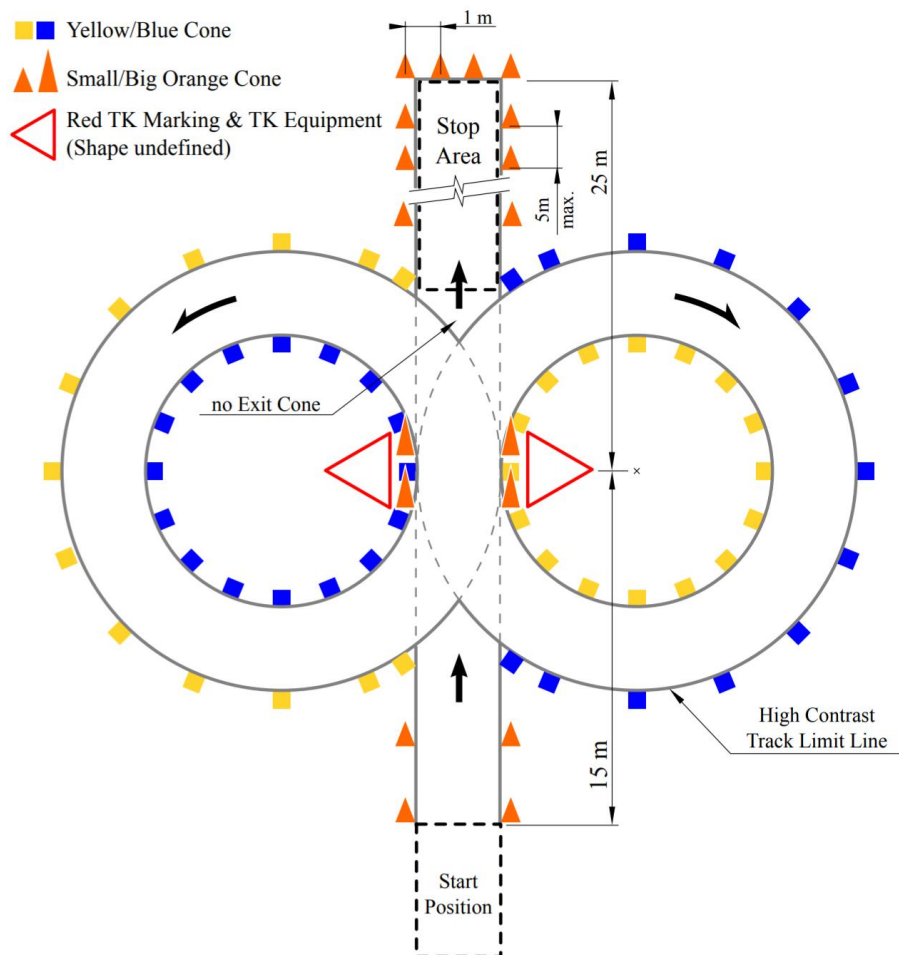 1 m
Yellow/Blue Cone
Small/Big Orange Cone
Red TK Marking & TK Equipment
(Shape undefined)
Stop
Area
25 m
5m
max.
no Exit Cone
High Contrast
Track Limit Line
15 m
Start
Position